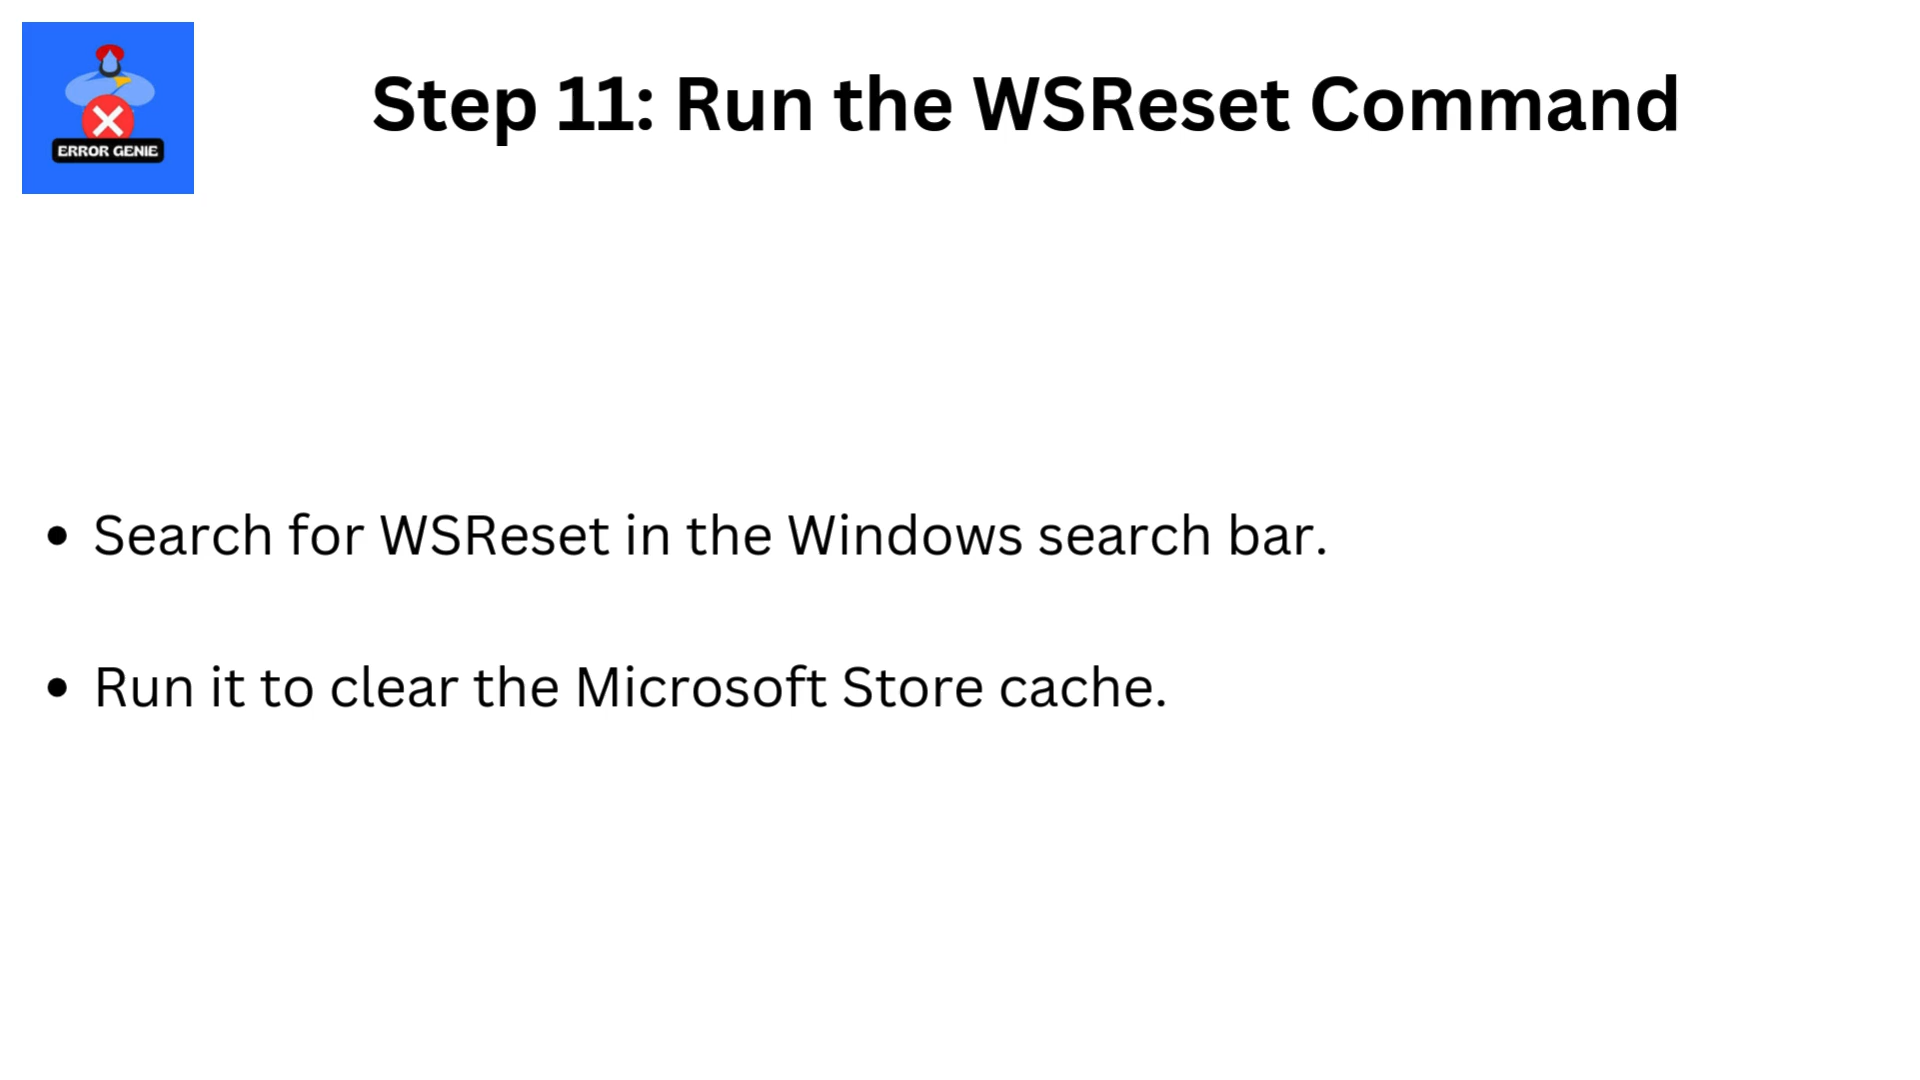 ERROR GENIE
Step 11: Run the WSReset Command
• Search for WSReset in the Windows search bar.
• Run it to clear the Microsoft Store cache.